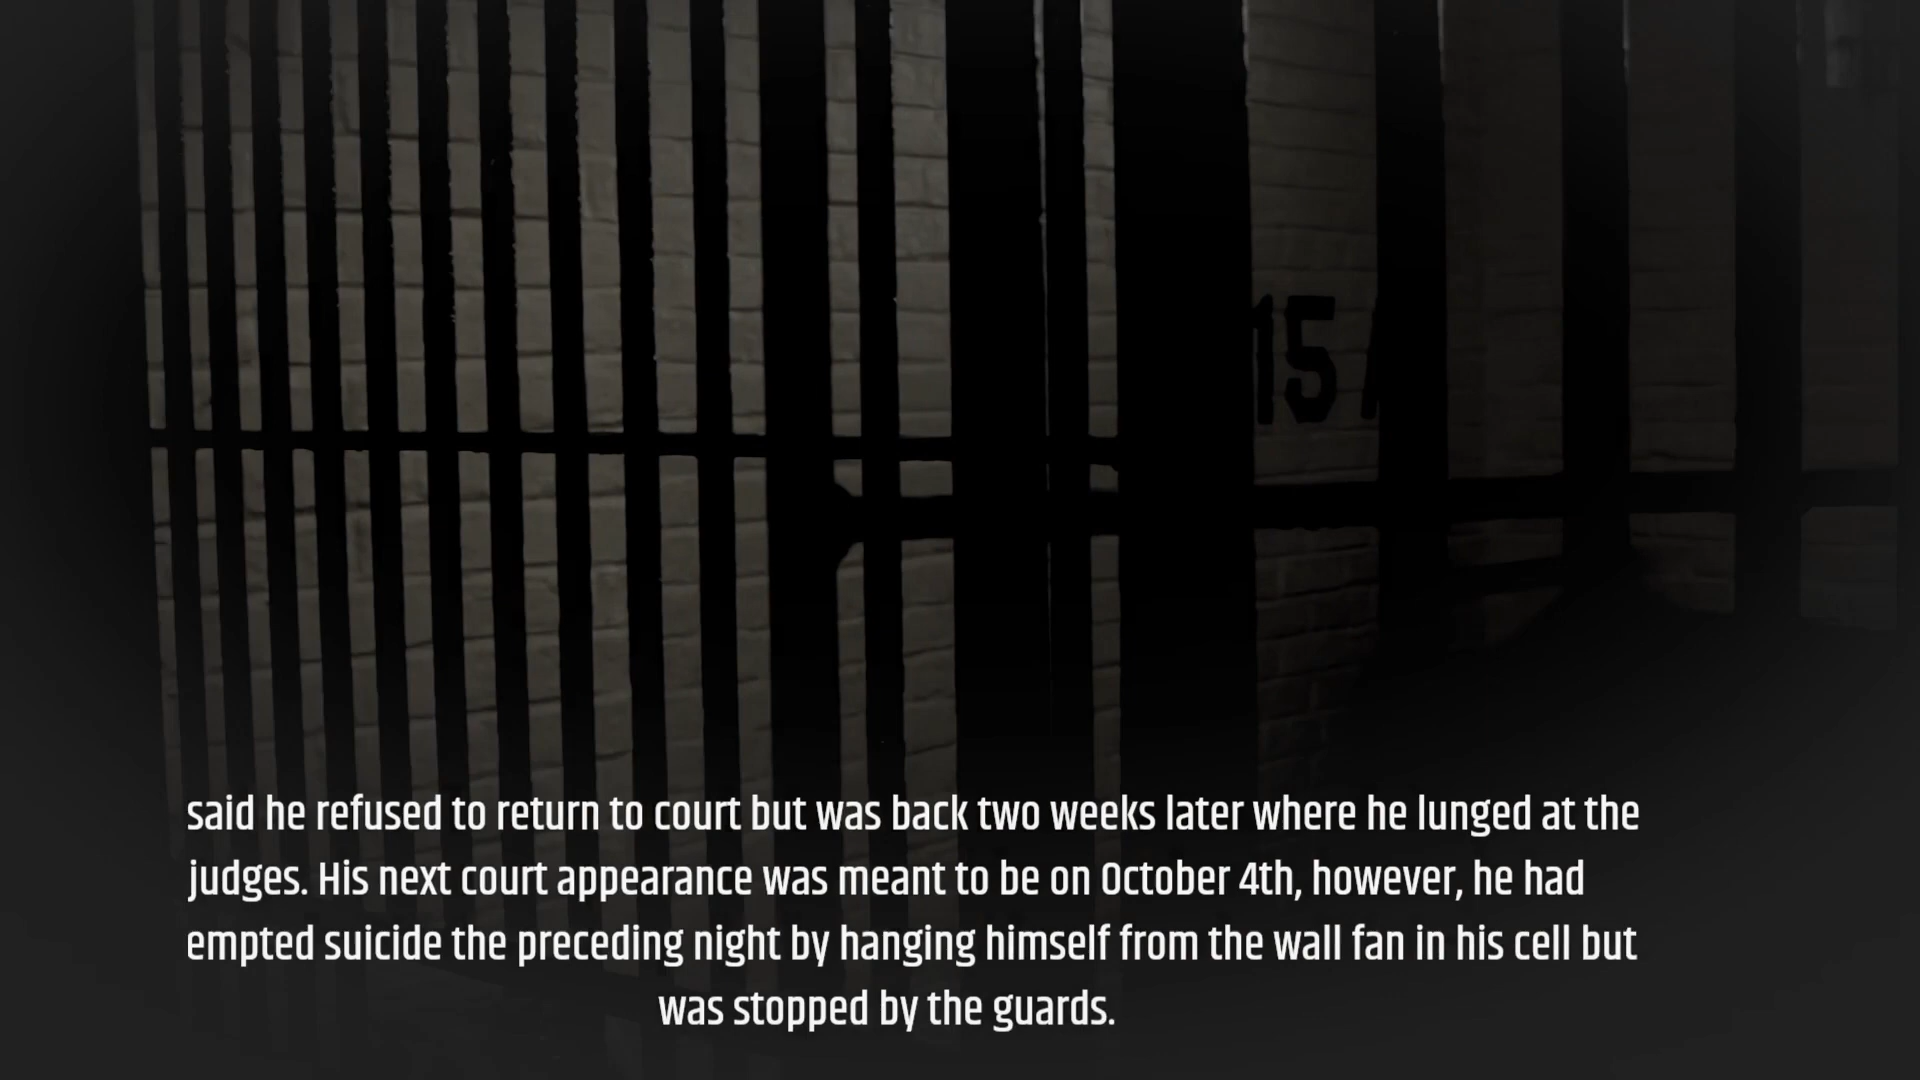 15
said he refused to return to court but was back two weeks later where he lunged at the
judges. His next court appearance was meant to be on October 4th, however, he had
empted suicide the preceding night by hanging himself from the wall fan in his cell but
was stopped by the guards.